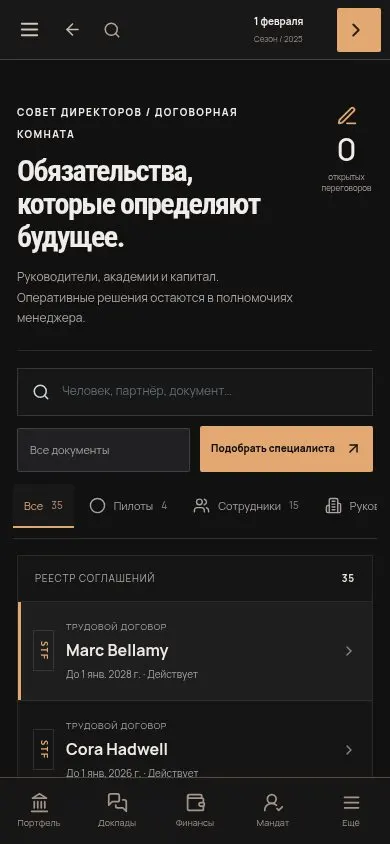 1 февраля
Сезон / 2025
СОВЕТ ДИРЕКТОРОВ / ДОГОВОРНАЯ
КОМНАТА
0
открытых
переговоров
Обязательства,
которые определяют
будущее.
Руководители, академии и капитал.
Оперативные решения остаются в полномочиях
менеджера.
Человек, партнёр, документ...
Все документы
Подобрать специалиста
Все 35
Пилоты 4
Сотрудники 15
Руков
РЕЕСТР СОГЛАШЕНИЙ 35
STF
ТРУДОВОЙ ДОГОВОР
Marc Bellamy
До 1 янв. 2028 г. · Действует
STF
ТРУДОВОЙ ДОГОВОР
Cora Hadwell
До 1 янв. 2026 г. · Действует
Портфель
Доклады
Финансы
Мандат
Ещё